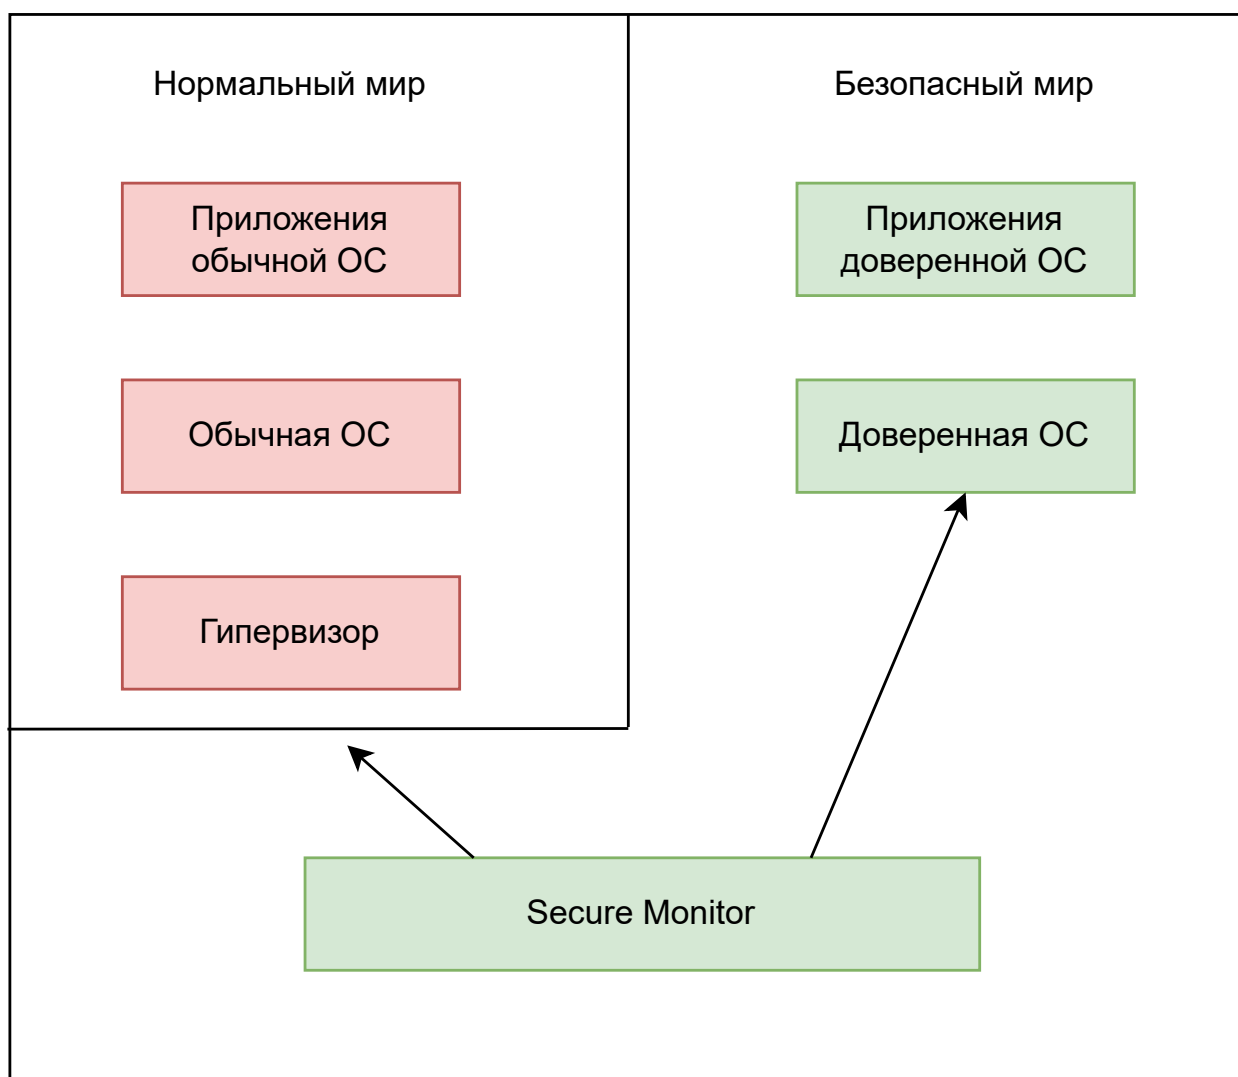 Нормальный мир
Безопасный мир
Приложения
обычной ОС
Приложения
доверенной ОС
Обычная ОС
Доверенная ОС
Гипервизор
Secure Monitor